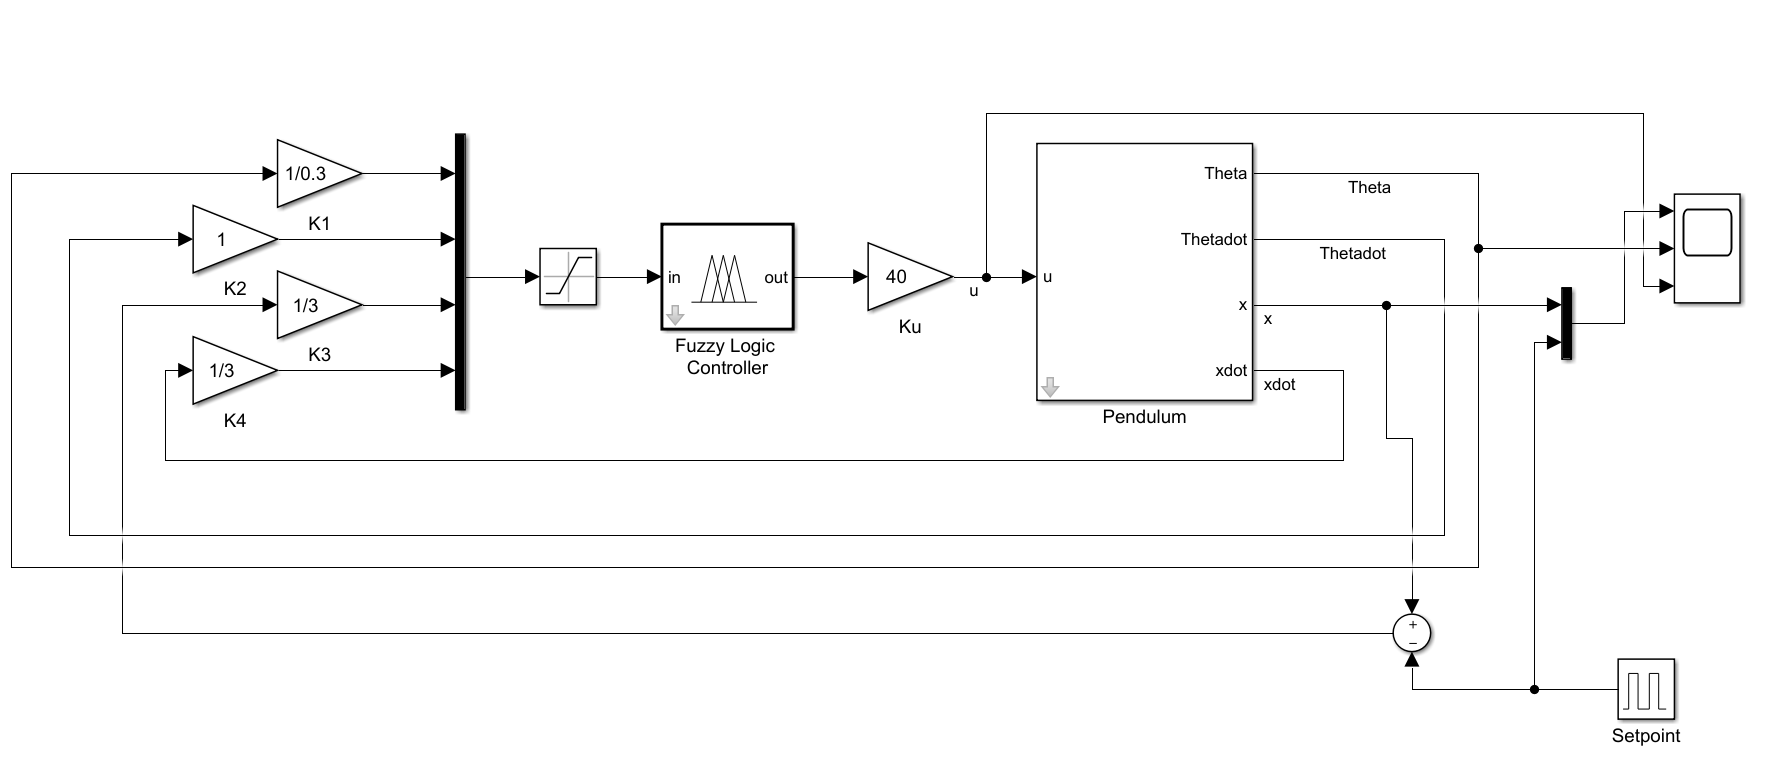 1/0.3
K1
1
K2
1/3
K3
1/3
K4
in
out
Fuzzy Logic
Controller
40
Ku
u
u
Theta
Thetadot
x
xdot
Pendulum
Theta
Thetadot
x
xdot
+
−
Setpoint